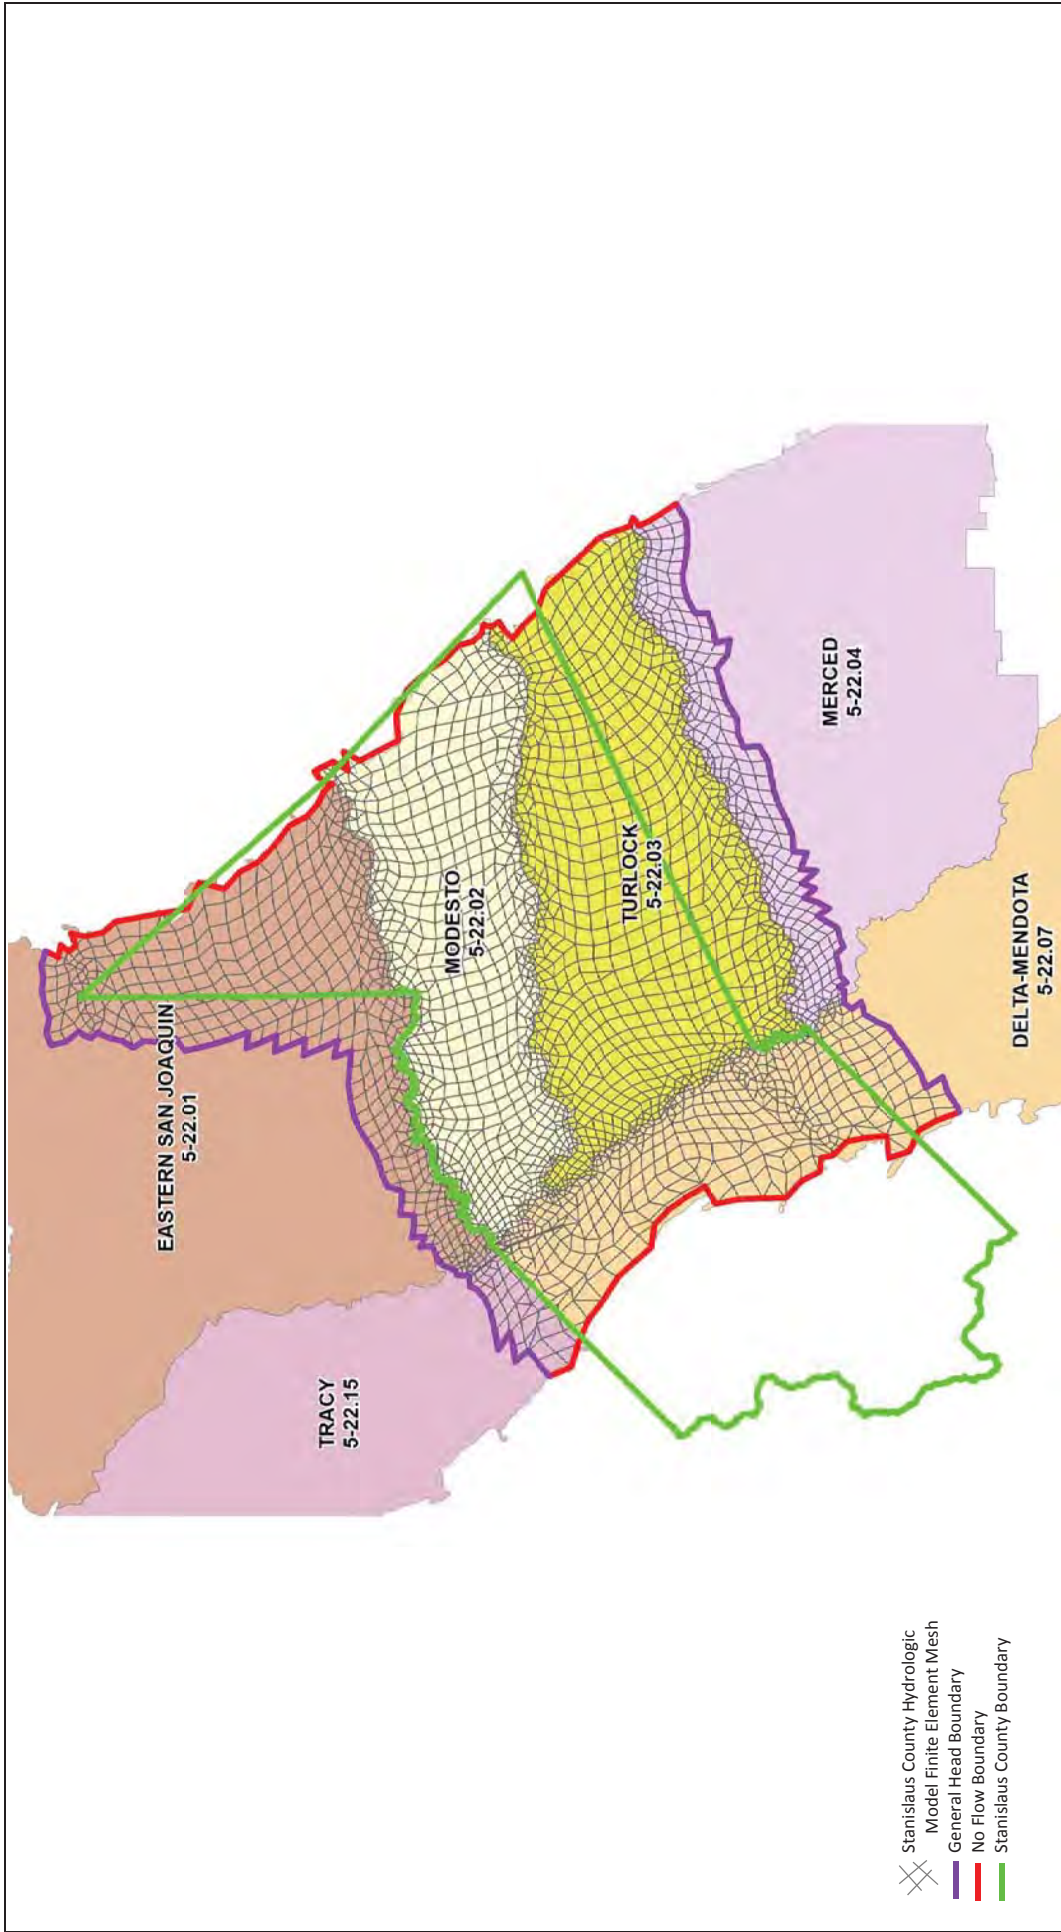 EASTERN SAN JOAQUIN
5-22.01
TRACY
5-22.15
MODESTO
5-22.02
TURLOCK
5-22.03
MERCED
5-22.04
DELTA-MENDOTA
5-22.07
Stanislaus County Hydrologic
Model Finite Element Mesh
General Head Boundary
No Flow Boundary
Stanislaus County Boundary